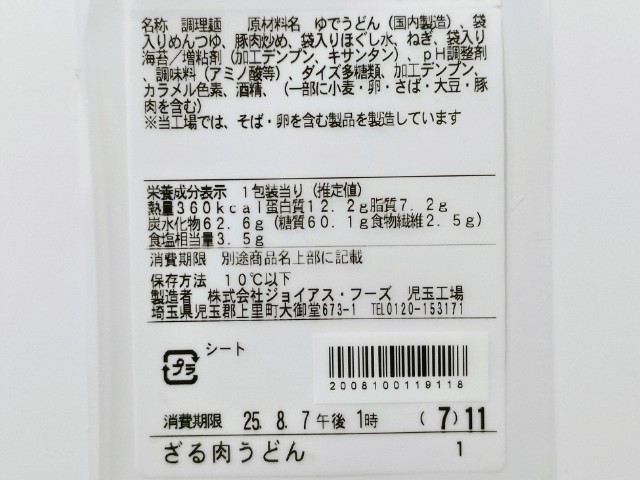 名称 調理麺　原材料名 ゆでうどん（国内製造）、袋
入りめんつゆ、豚肉炒め、袋入りほぐし水、ねぎ、袋入り
海苔／増粘剤（加工デンプン、キサンタン）、ｐＨ調整剤
、調味料（アミノ酸等）、ダイズ多糖類、加工デンプン、
カラメル色素、酒精、（一部に小麦・卵・さば・大豆・豚
肉を含む）
※当工場では、そば・卵を含む製品を製造しています
栄養成分表示 １包装当り（推定値）
熱量３６０ｋｃａｌ蛋白質１２．２ｇ脂質７．２ｇ
炭水化物６２．６ｇ（糖質６０．１ｇ食物繊維２．５ｇ）
食塩相当量３．５ｇ
消費期限 別途商品名上部に記載
保存方法 １０℃以下
製造者 株式会社ジョイアス・フーズ 児玉工場
埼玉県児玉郡上里町大御堂673-1 TEL0120-153171
プラ シート
2008100119118
消費期限 25. 8. 7 午後 1時 (7) 11
ざる肉うどん 1